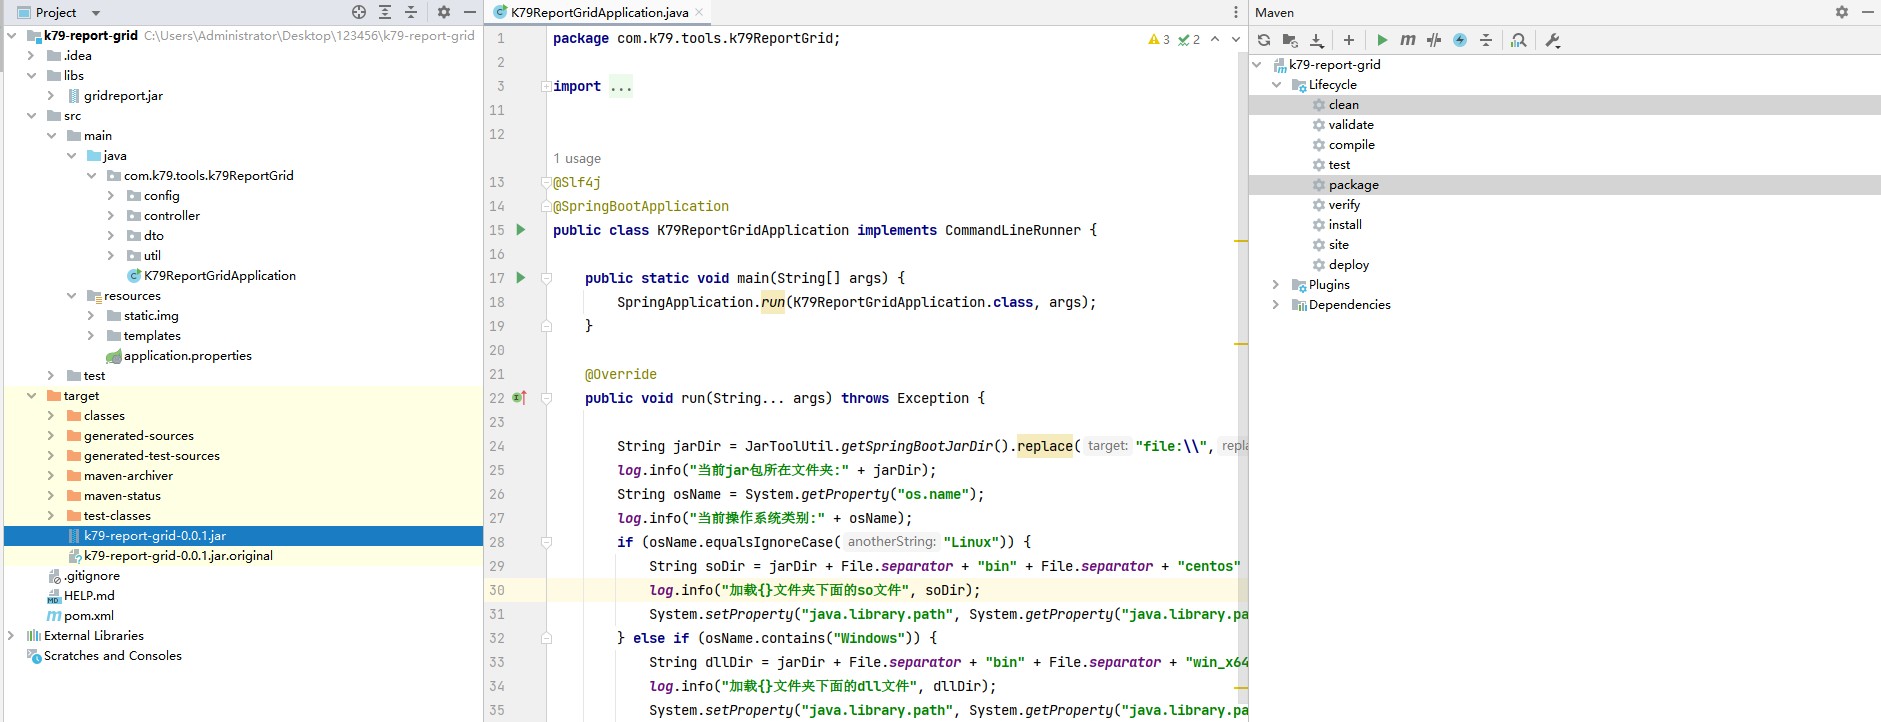 Project
k79-report-grid C:\Users\Administrator\Desktop\123456\k79-report-grid
.idea
libs
gridreport.jar
src
main
java
com.k79.tools.k79ReportGrid
config
controller
dto
util
K79ReportGridApplication
resources
static.img
templates
application.properties
test
target
classes
generated-sources
generated-test-sources
maven-archiver
maven-status
test-classes
k79-report-grid-0.0.1.jar
k79-report-grid-0.0.1.jar.original
.gitignore
HELP.md
pom.xml
External Libraries
Scratches and Consoles
K79ReportGridApplication.java
3 2
1 package com.k79.tools.k79ReportGrid;
2
3 import ...
11
12
1 usage
13 @Slf4j
14 @SpringBootApplication
15 public class K79ReportGridApplication implements CommandLineRunner {
16
17 public static void main(String[] args) {
18 SpringApplication.run(K79ReportGridApplication.class, args);
19 }
20
21 @Override
22 public void run(String... args) throws Exception {
23
24 String jarDir = JarToolUtil.getSpringBootJarDir().replace( target: "file:\\", repla
25 log.info("当前jar包所在文件夹:" + jarDir);
26 String osName = System.getProperty("os.name");
27 log.info("当前操作系统类别:" + osName);
28 if (osName.equalsIgnoreCase( anotherString: "Linux")) {
29 String soDir = jarDir + File.separator + "bin" + File.separator + "centos"
30 log.info("加载{}文件夹下面的so文件", soDir);
31 System.setProperty("java.library.path", System.getProperty("java.library.pa
32 } else if (osName.contains("Windows")) {
33 String dllDir = jarDir + File.separator + "bin" + File.separator + "win_x64
34 log.info("加载{}文件夹下面的dll文件", dllDir);
35 System.setProperty("java.library.path", System.getProperty("java.library.pa
Maven
k79-report-grid
Lifecycle
clean
validate
compile
test
package
verify
install
site
deploy
Plugins
Dependencies